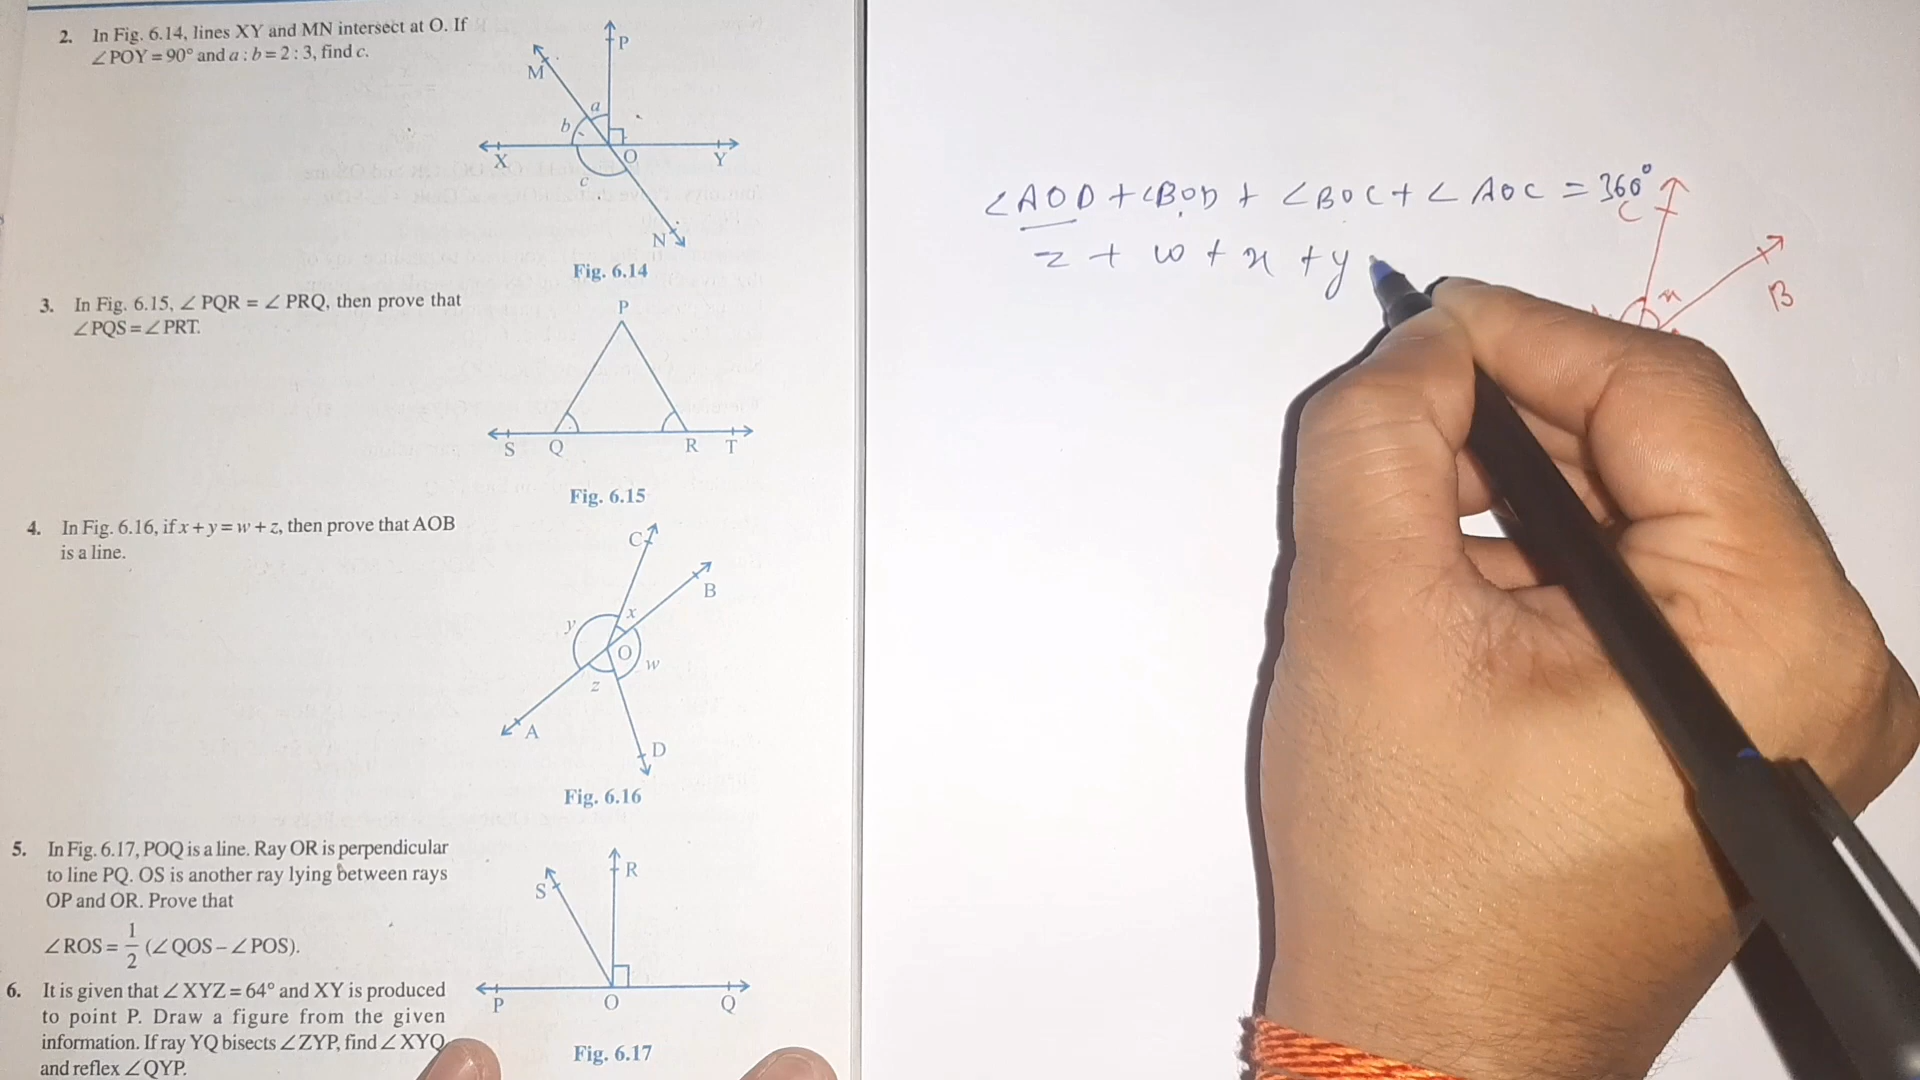 2. In Fig. 6.14, lines XY and MN intersect at O. If
∠POY = 90° and a : b = 2 : 3, find c.
P
M
a
b
X
O
Y
c
N
Fig. 6.14
3. In Fig. 6.15, ∠ PQR = ∠ PRQ, then prove that
∠PQS = ∠PRT.
P
S Q R T
Fig. 6.15
4. In Fig. 6.16, if x + y = w + z, then prove that AOB
is a line.
C
B
x
y
O
w
z
A
D
Fig. 6.16
5. In Fig. 6.17, POQ is a line. Ray OR is perpendicular
to line PQ. OS is another ray lying between rays
OP and OR. Prove that
∠ROS = 1/2 (∠QOS – ∠POS).
R
S
P O Q
Fig. 6.17
6. It is given that ∠XYZ = 64° and XY is produced
to point P. Draw a figure from the given
information. If ray YQ bisects ∠ZYP, find ∠XYQ
and reflex ∠QYP.
∠AOD + ∠BOD + ∠BOC + ∠AOC = 360°
z + w + x + y
C
x
B